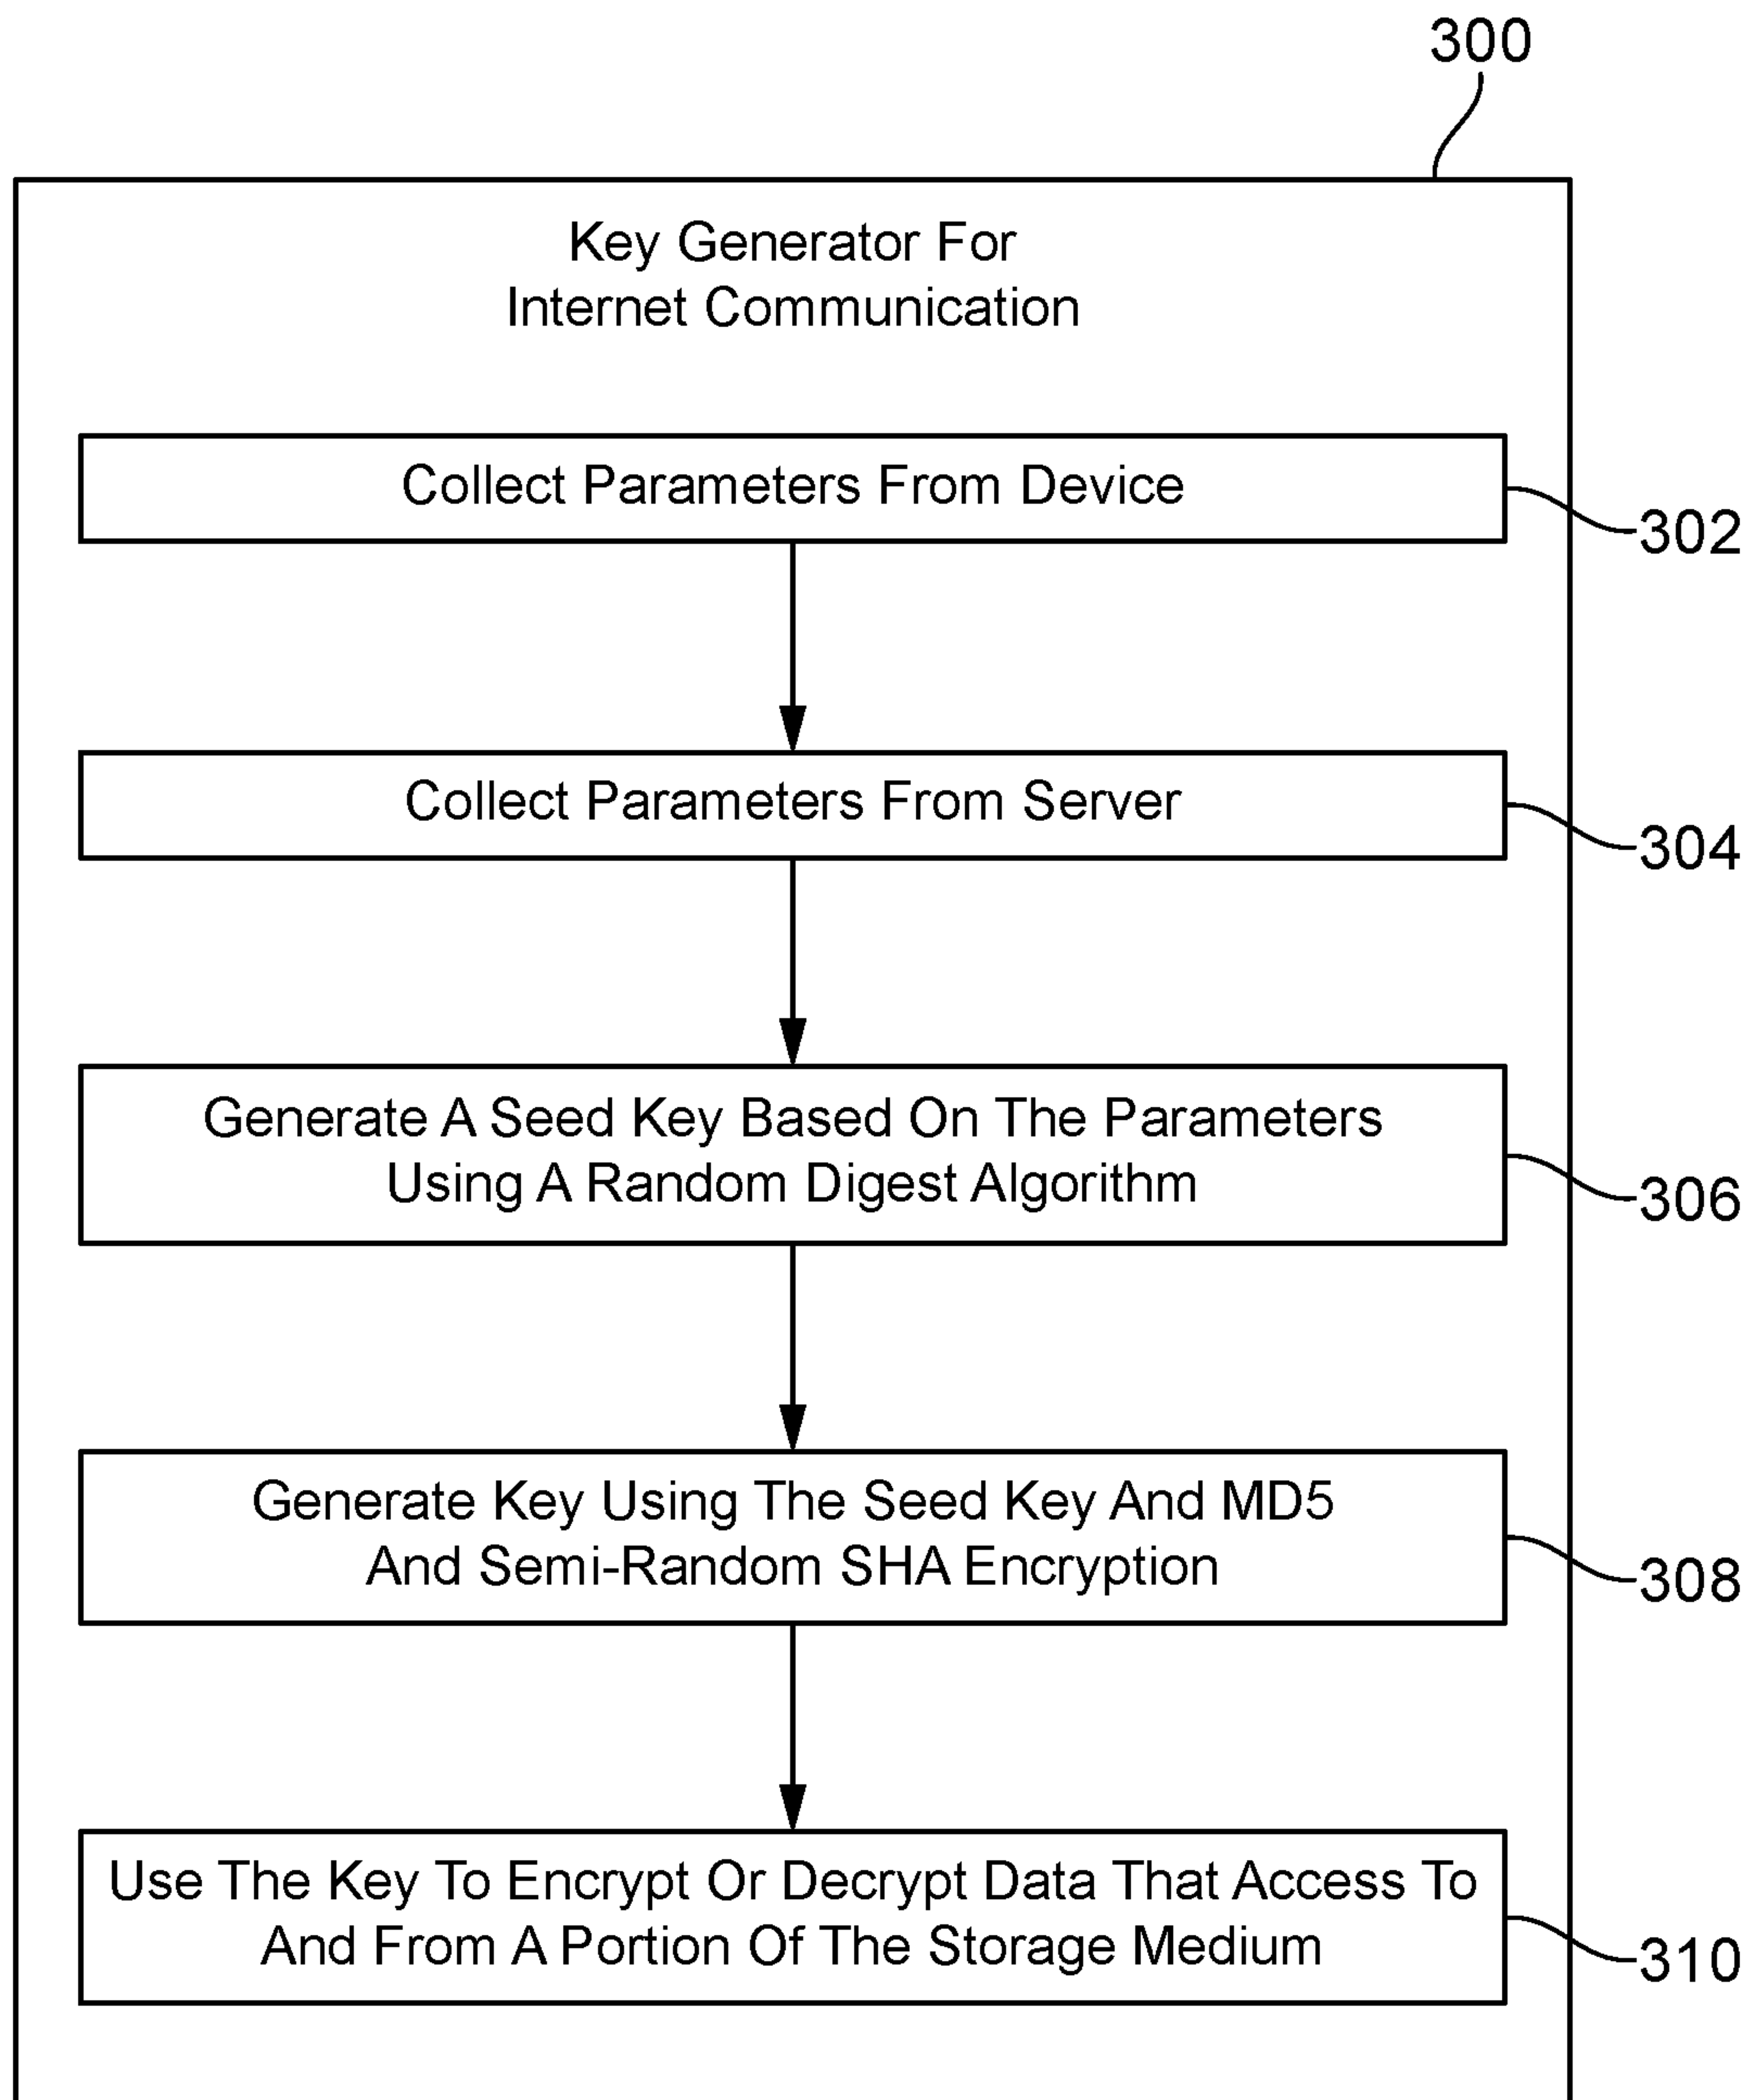 300
Key Generator For
Internet Communication
Collect Parameters From Device
302
Collect Parameters From Server
304
Generate A Seed Key Based On The Parameters
Using A Random Digest Algorithm
306
Generate Key Using The Seed Key And MD5
And Semi-Random SHA Encryption
308
Use The Key To Encrypt Or Decrypt Data That Access To
And From A Portion Of The Storage Medium
310